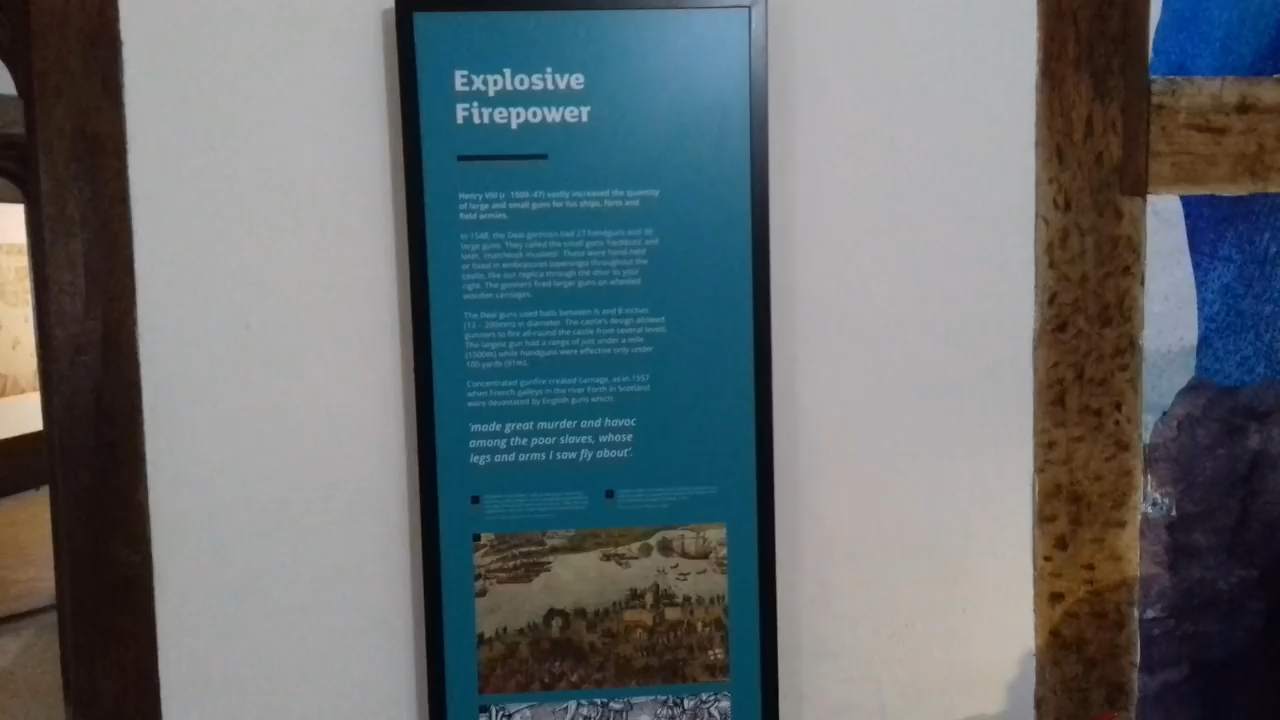 Explosive
Firepower
Henry VIII (r. 1509–47) vastly increased the quantity
of large and small guns for his ships, forts and
field armies.
In 1548, the Deal garrison had 27 handguns and
large guns. They called the small guns and
later, 'matchlock muskets'. These were hand-held
or fixed in embrasures (openings) throughout the
castle, like our replica through the door to your
right. The gunners fired larger guns on wheeled
wooden carriages.
The Deal guns used balls between ½ and 8 inches
(13 – 200mm) in diameter. The castle's design allowed
gunners to fire all-round the castle from several levels.
The largest gun had a range of just under a mile
(1500m) while handguns were effective only under
100 yards (91m).
Concentrated gunfire created carnage, as in 1557
when French galleys in the river Forth in Scotland
were devastated by English guns which
'made great murder and havoc
among the poor slaves, whose
legs and arms I saw fly about'.